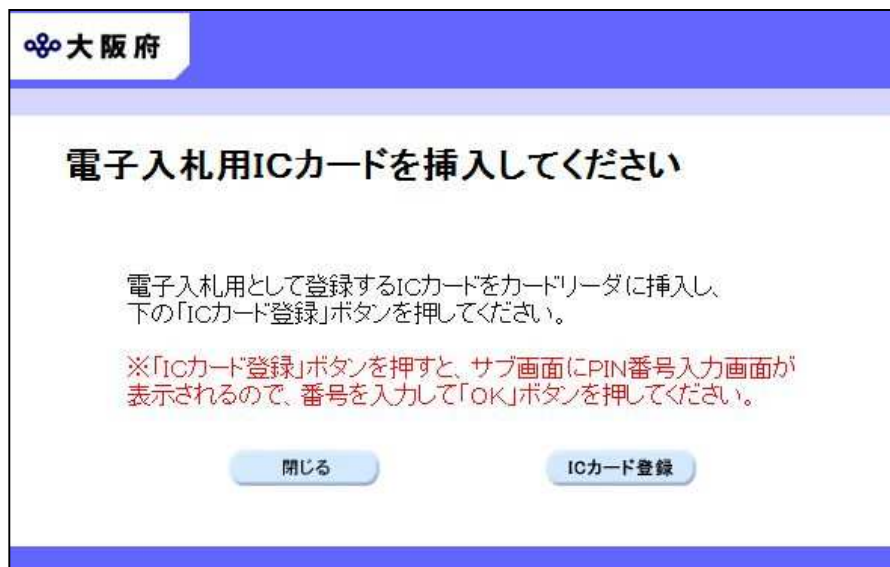 大阪府
電子入札用ICカードを挿入してください
電子入札用として登録するICカードをカードリーダに挿入し、
下の「ICカード登録」ボタンを押してください。
※「ICカード登録」ボタンを押すと、サブ画面にPIN番号入力画面が
表示されるので、番号を入力して「OK」ボタンを押してください。
閉じる
ICカード登録